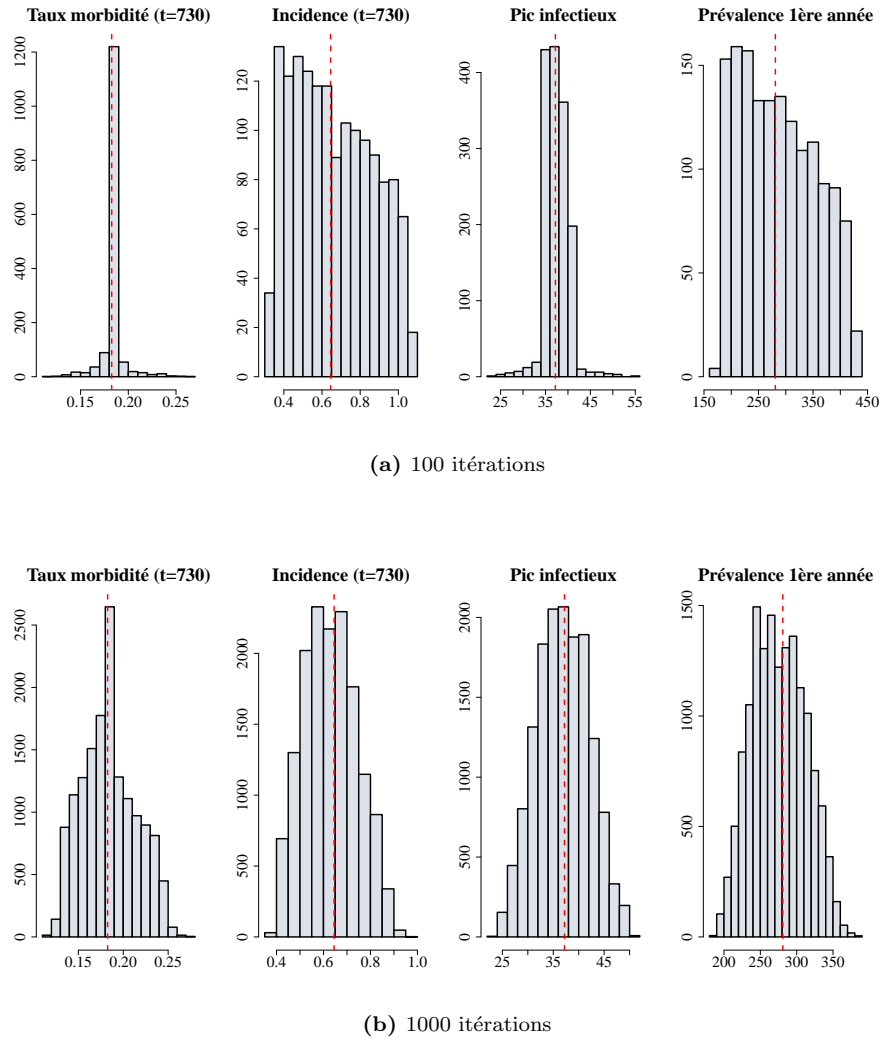 Taux morbidité (t=730)
Incidence (t=730)
Pic infectieux
Prévalence 1ère année
0 200 400 600 800 1000 1200
0.15 0.20 0.25
0 20 40 60 80 100 120
0.4 0.6 0.8 1.0
0 100 200 300 400
25 35 45 55
0 50 100 150
150 250 350 450
(a) 100 itérations
Taux morbidité (t=730)
Incidence (t=730)
Pic infectieux
Prévalence 1ère année
0 500 1000 1500 2000 2500
0.15 0.20 0.25
0 500 1000 1500 2000
0.4 0.6 0.8 1.0
0 500 1000 1500 2000
25 35 45
0 500 1000 1500
200 250 300 350
(b) 1000 itérations